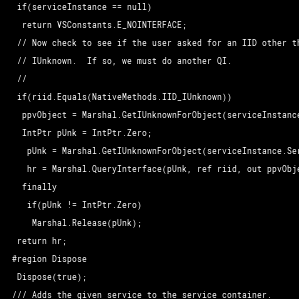 if(serviceInstance == null)
return VSConstants.E_NOINTERFACE;
// Now check to see if the user asked for an IID other
// IUnknown.  If so, we must do another QI.
//
if(riid.Equals(NativeMethods.IID_IUnknown))
ppvObject = Marshal.GetIUnknownForObject(serviceInstance
IntPtr pUnk = IntPtr.Zero;
pUnk = Marshal.GetIUnknownForObject(serviceInstance.Ser
hr = Marshal.QueryInterface(pUnk, ref riid, out ppvObje
finally
if(pUnk != IntPtr.Zero)
Marshal.Release(pUnk);
return hr;
#region Dispose
Dispose(true);
/// Adds the given service to the service container.